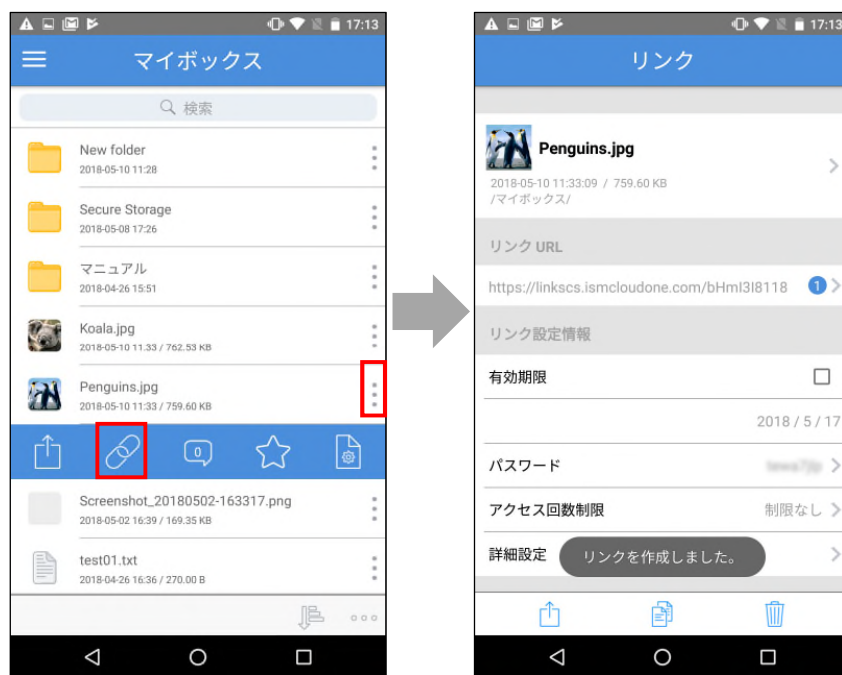 17:13
マイボックス
検索
New folder
2018-05-10 11:28
Secure Storage
2018-05-08 17:26
マニュアル
2018-04-26 15:51
Koala.jpg
2018-05-10 11.33 / 762.53 KB
Penguins.jpg
2018-05-10 11:33 / 759.60 KB
0
Screenshot_20180502-163317.png
2018-05-02 16:39 / 169.35 KB
test01.txt
2018-04-26 16:36 / 270.00 B
17:13
リンク
Penguins.jpg
2018-05-10 11:33:09 / 759.60 KB
/マイボックス/
リンク URL
https://linkscs.ismcloudone.com/bHmI3I8118 1
リンク設定情報
有効期限
2018 / 5 / 17
パスワード
アクセス回数制限 制限なし
詳細設定
リンクを作成しました。